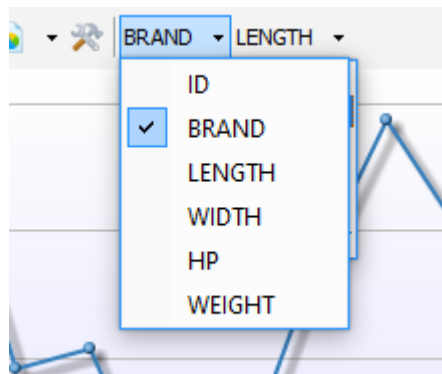 BRAND LENGTH
ID
BRAND
LENGTH
WIDTH
HP
WEIGHT